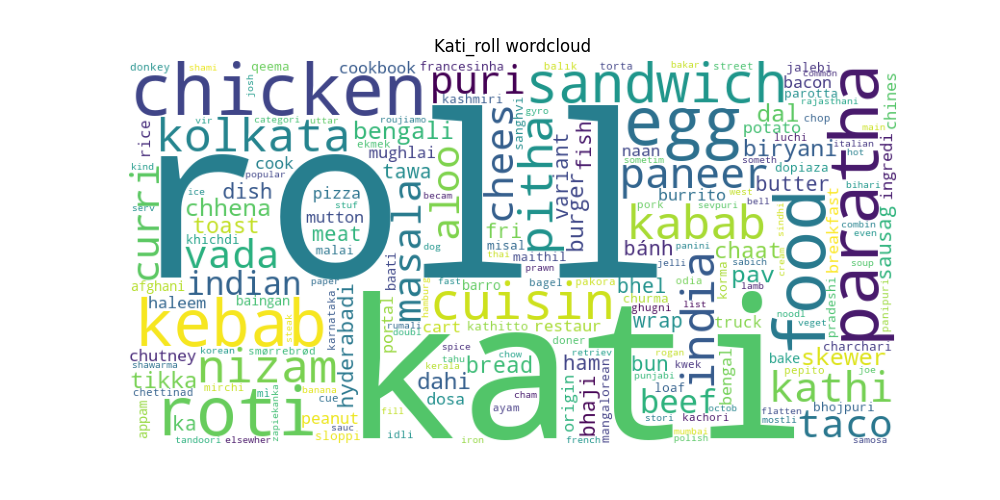 Kati_roll wordcloud
donkey shami qeema cookbook francesinha balik torta bakar street jalebi common
chicken puri sandwich bacon parotta rajasthani
josh kashmiri sanghvi gyro chines
vir categori uttar roujiamo egg dal chop main
rice kolkata bengali potato luchi italian
ekmek mughlai variant fish naan biryani hot
kind popular cook tawa chees pitha burger sometim someth dopiaza paratha ingredi
roll
serv ice dish pizza stuf aloo paneer butter bihari
curri chhena mutton becam burrito west bell
toast meat masala pork kabab sevpuri sindhi food breakfast sausag
khichdi malai dog misal maithil bánh panini chaat combin even
vada thai jelli sabich cream soup
baati prawn korma pav
afghani indian paper fast barro bagel pakora bhel odia lamb india pradeshi panipuri
haleem baingan karnataka hyderabadi hamburg cuisin churma ghugni list
kebab steak rumali doubl cart kathitto restaur wrap truck noodl veget
portal
chutney korean smørrebrød spice chow doner retriev rogan charchari
shawarma nizam tahu kerala bread ham kwek bun bengal bake skewer
tikka mirchi mi dahi punjabi pepito joe
chettinad banana cue kati cham origin bhaji loaf beef kathi
appam roti zapiekanka fill dosa ayam mangalorean kachori octob flatten bhojpuri
ka peanut sauc stori mostli taco
sloppi idli mumbai
tandoori elsewher iron french polish samosa